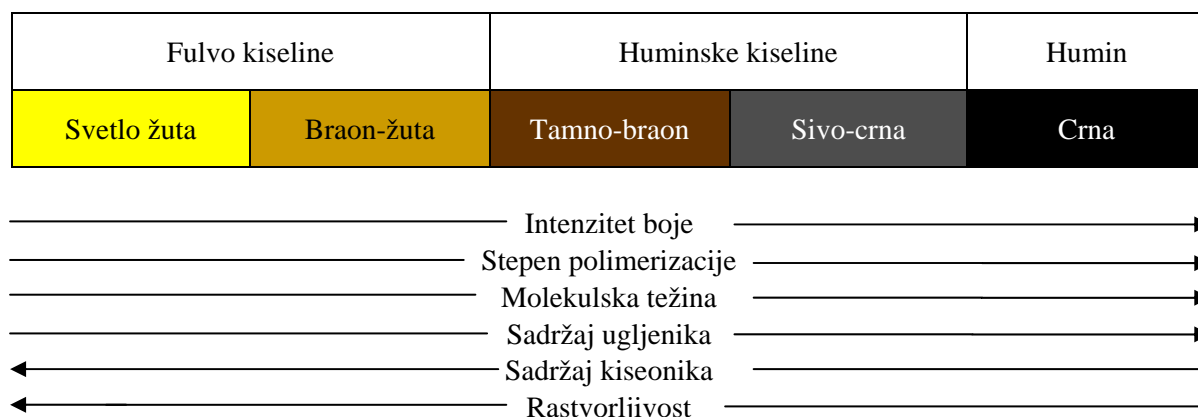 Fulvo kiseline Huminske kiseline Humin
Svetlo žuta Braon-žuta Tamno-braon Sivo-crna Crna
Intenzitet boje
Stepen polimerizacije
Molekulska težina
Sadržaj ugljenika
Sadržaj kiseonika
Rastvorljivost